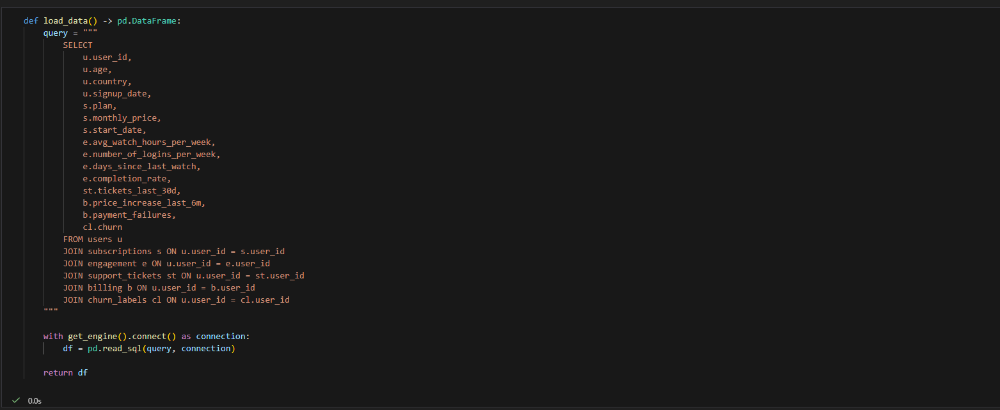 def load_data() -> pd.DataFrame:
    query = """
        SELECT
            u.user_id,
            u.age,
            u.country,
            u.signup_date,
            s.plan,
            s.monthly_price,
            s.start_date,
            e.avg_watch_hours_per_week,
            e.number_of_logins_per_week,
            e.days_since_last_watch,
            e.completion_rate,
            st.tickets_last_30d,
            b.price_increase_last_6m,
            b.payment_failures,
            cl.churn
        FROM users u
        JOIN subscriptions s ON u.user_id = s.user_id
        JOIN engagement e ON u.user_id = e.user_id
        JOIN support_tickets st ON u.user_id = st.user_id
        JOIN billing b ON u.user_id = b.user_id
        JOIN churn_labels cl ON u.user_id = cl.user_id
    """
    with get_engine().connect() as connection:
        df = pd.read_sql(query, connection)
    return df
0.0s